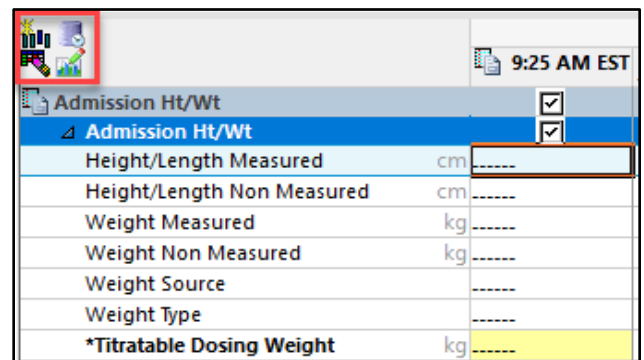 9:25 AM EST
Admission Ht/Wt
Admission Ht/Wt
Height/Length Measured cm ------
Height/Length Non Measured cm ------
Weight Measured kg ------
Weight Non Measured kg ------
Weight Source ------
Weight Type ------
*Titratable Dosing Weight kg ------